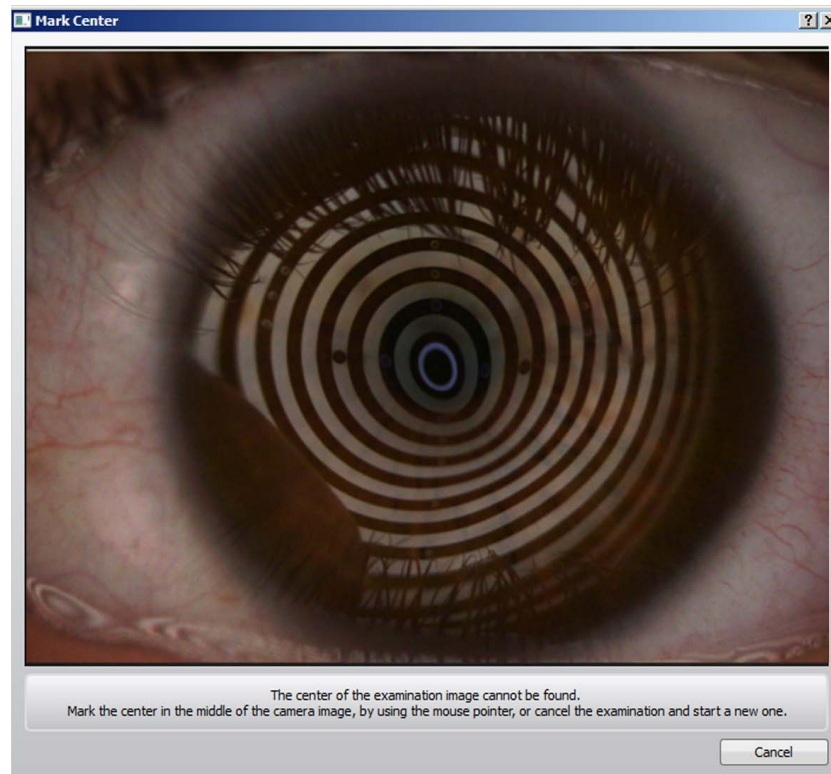 Mark Center
The center of the examination image cannot be found.
Mark the center in the middle of the camera image, by using the mouse pointer, or cancel the examination and start a new one.
Cancel